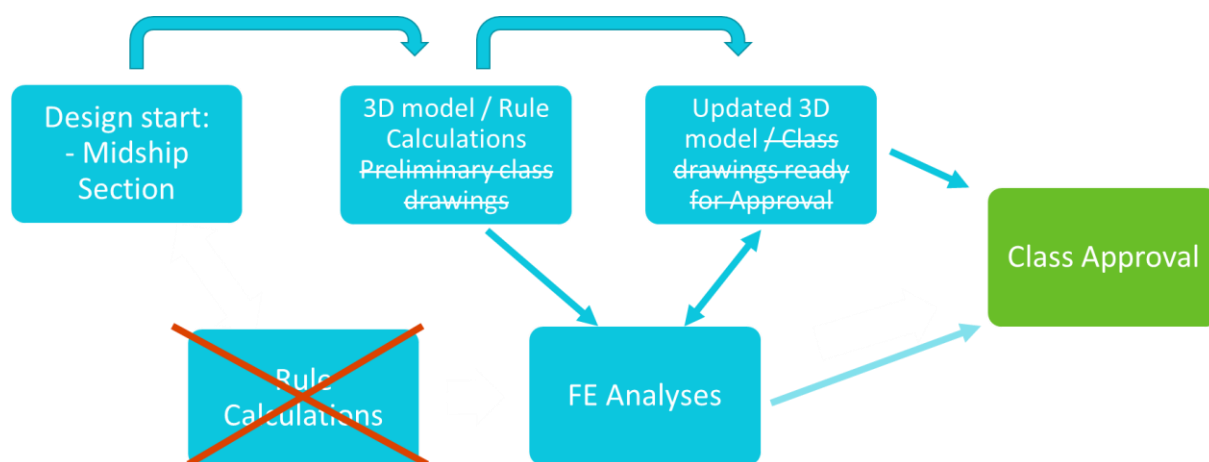 Design start:
- Midship
Section
3D model / Rule
Calculations
Preliminary class
drawings
Updated 3D
model / Class
drawings ready
for Approval
Class Approval
Rule
Calculations
FE Analyses